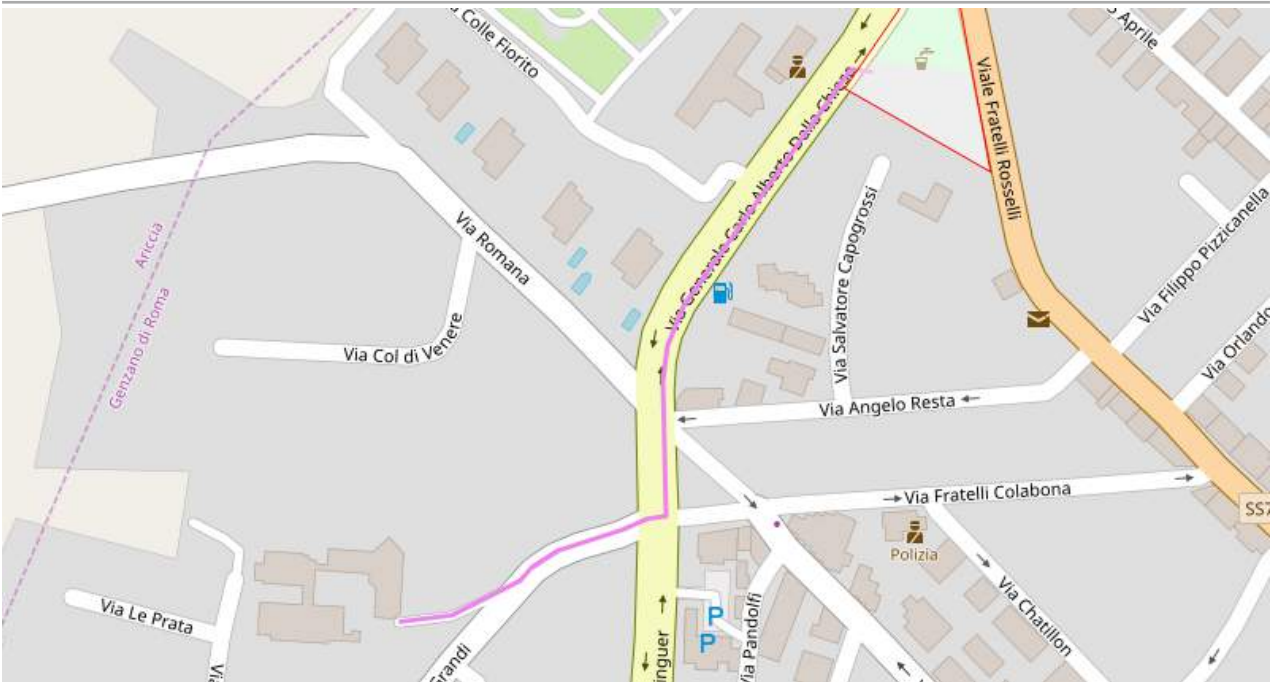 Colle Fiorito
Aprile
Viale Fratelli Rosselli
Via Generale Carlo Alberto Dalla Chiesa
Via Salvatore Capogrossi
Via Filippo Pizzicanella
Ariccia
Genzano di Roma
Via Romana
Via Col di Venere
Via Orlando
Via Angelo Resta
Via Fratelli Colabona
SS7
Polizia
Via Le Prata
Via Chatillon
P
P
Via Pandolfi
Grandi
inguer
Via